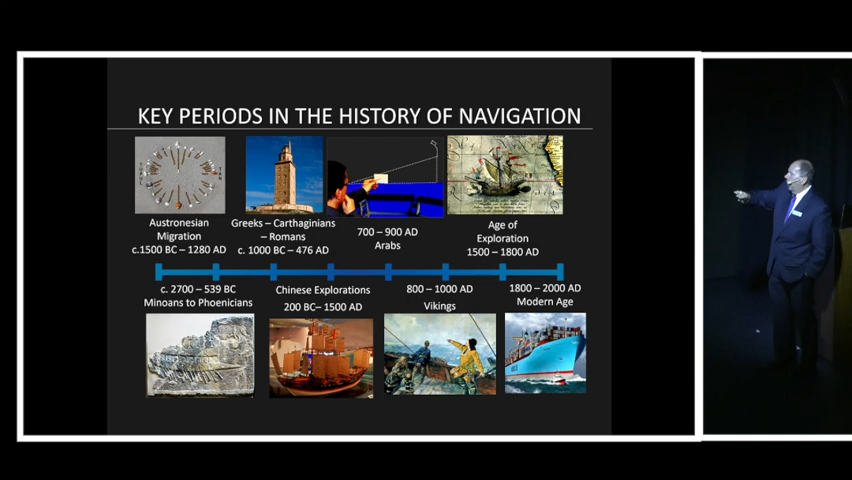 KEY PERIODS IN THE HISTORY OF NAVIGATION
Austronesian
Migration
c.1500 BC – 1280 AD
Greeks – Carthaginians
– Romans
c. 1000 BC – 476 AD
700 – 900 AD
Arabs
Age of
Exploration
1500 – 1800 AD
c. 2700 – 539 BC
Minoans to Phoenicians
Chinese Explorations
200 BC– 1500 AD
800 – 1000 AD
Vikings
1800 – 2000 AD
Modern Age